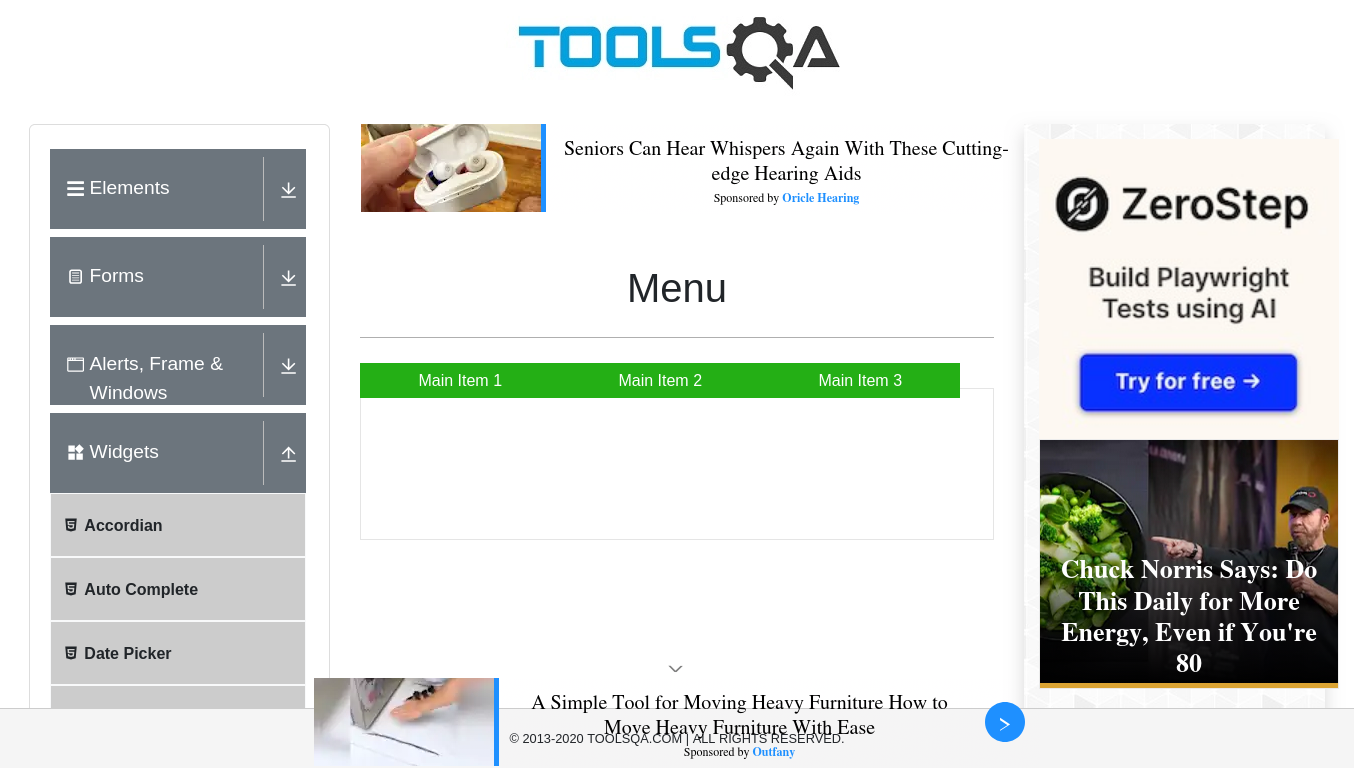 TOOLSQA
Elements
Forms
Alerts, Frame &
Windows
Widgets
Accordian
Auto Complete
Date Picker
Seniors Can Hear Whispers Again With These Cutting-
edge Hearing Aids
Sponsored by Oricle Hearing
Menu
Main Item 1
Main Item 2
Main Item 3
ZeroStep
Build Playwright
Tests using AI
Try for free →
Chuck Norris Says: Do
This Daily for More
Energy, Even if You're
80
A Simple Tool for Moving Heavy Furniture How to
Move Heavy Furniture With Ease
© 2013-2020 TOOLSQA.COM | ALL RIGHTS RESERVED.
Sponsored by Outfany